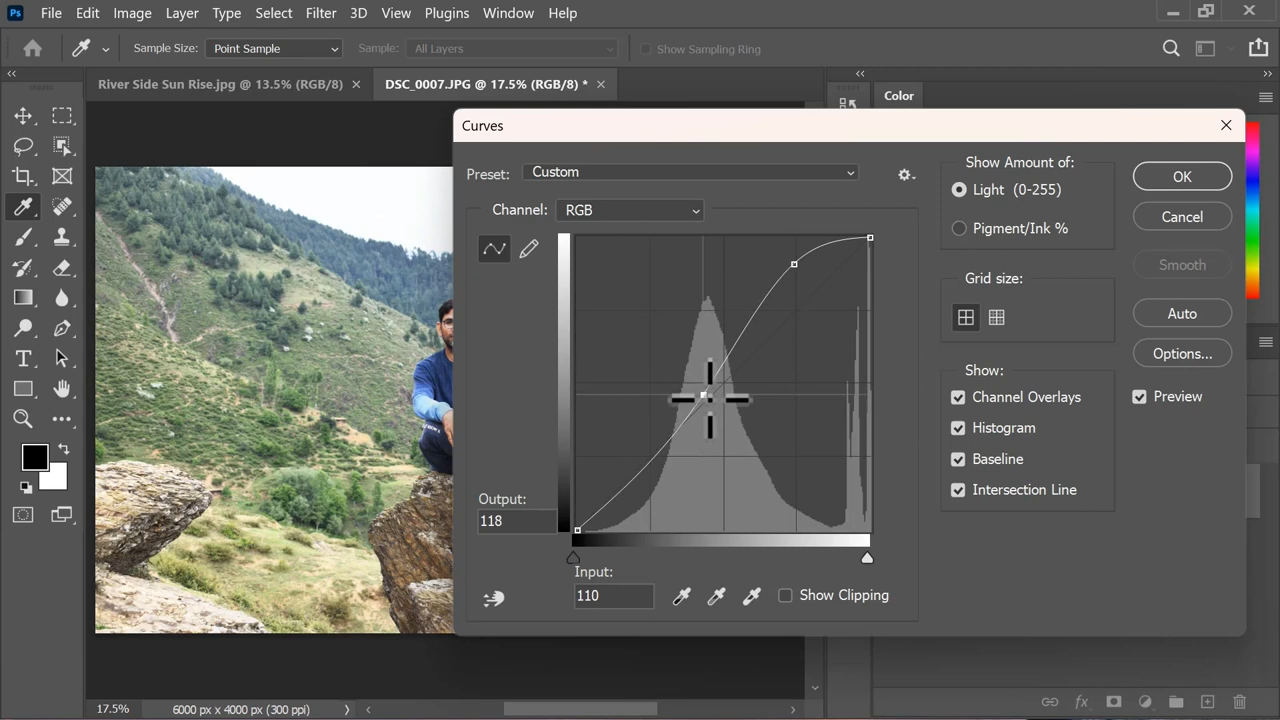 Ps File Edit Image Layer Type Select Filter 3D View Plugins Window Help
Sample Size: Point Sample Sample: All Layers Show Sampling Ring
River Side Sun Rise.jpg @ 13.5% (RGB/8) DSC_0007.JPG @ 17.5% (RGB/8) *
Color
Curves
Preset: Custom
Channel: RGB
Output:
118
Input:
110
Show Clipping
Show Amount of:
Light (0-255)
Pigment/Ink %
Grid size:
Show:
Channel Overlays
Histogram
Baseline
Intersection Line
OK
Cancel
Smooth
Auto
Options...
Preview
17.5% 6000 px x 4000 px (300 ppi)
fx